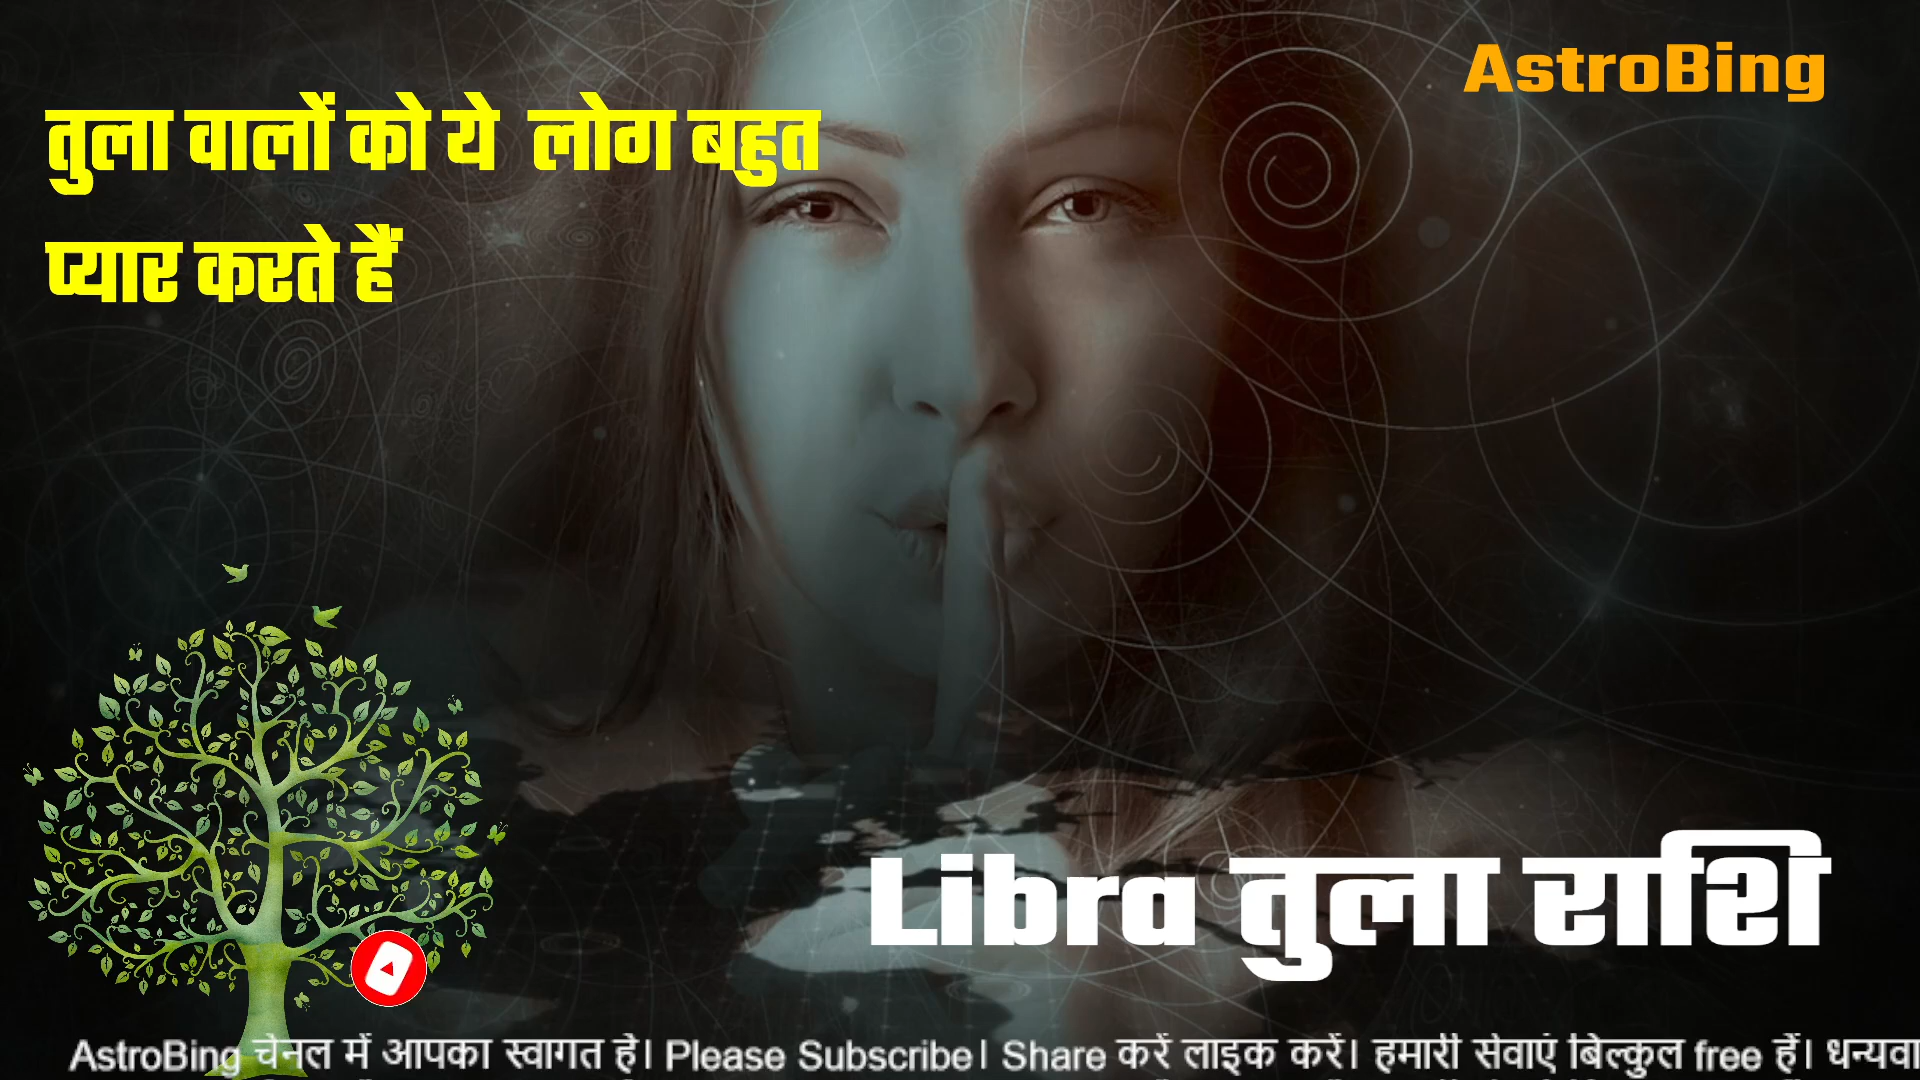 AstroBing
तुला वालों को ये लोग बहुत
प्यार करते हैं
Libra तुला राशि
AstroBing चेनल में आपका स्वागत हे। Please Subscribe। Share करें लाइक करें। हमारी सेवाएं बिल्कुल free हें।